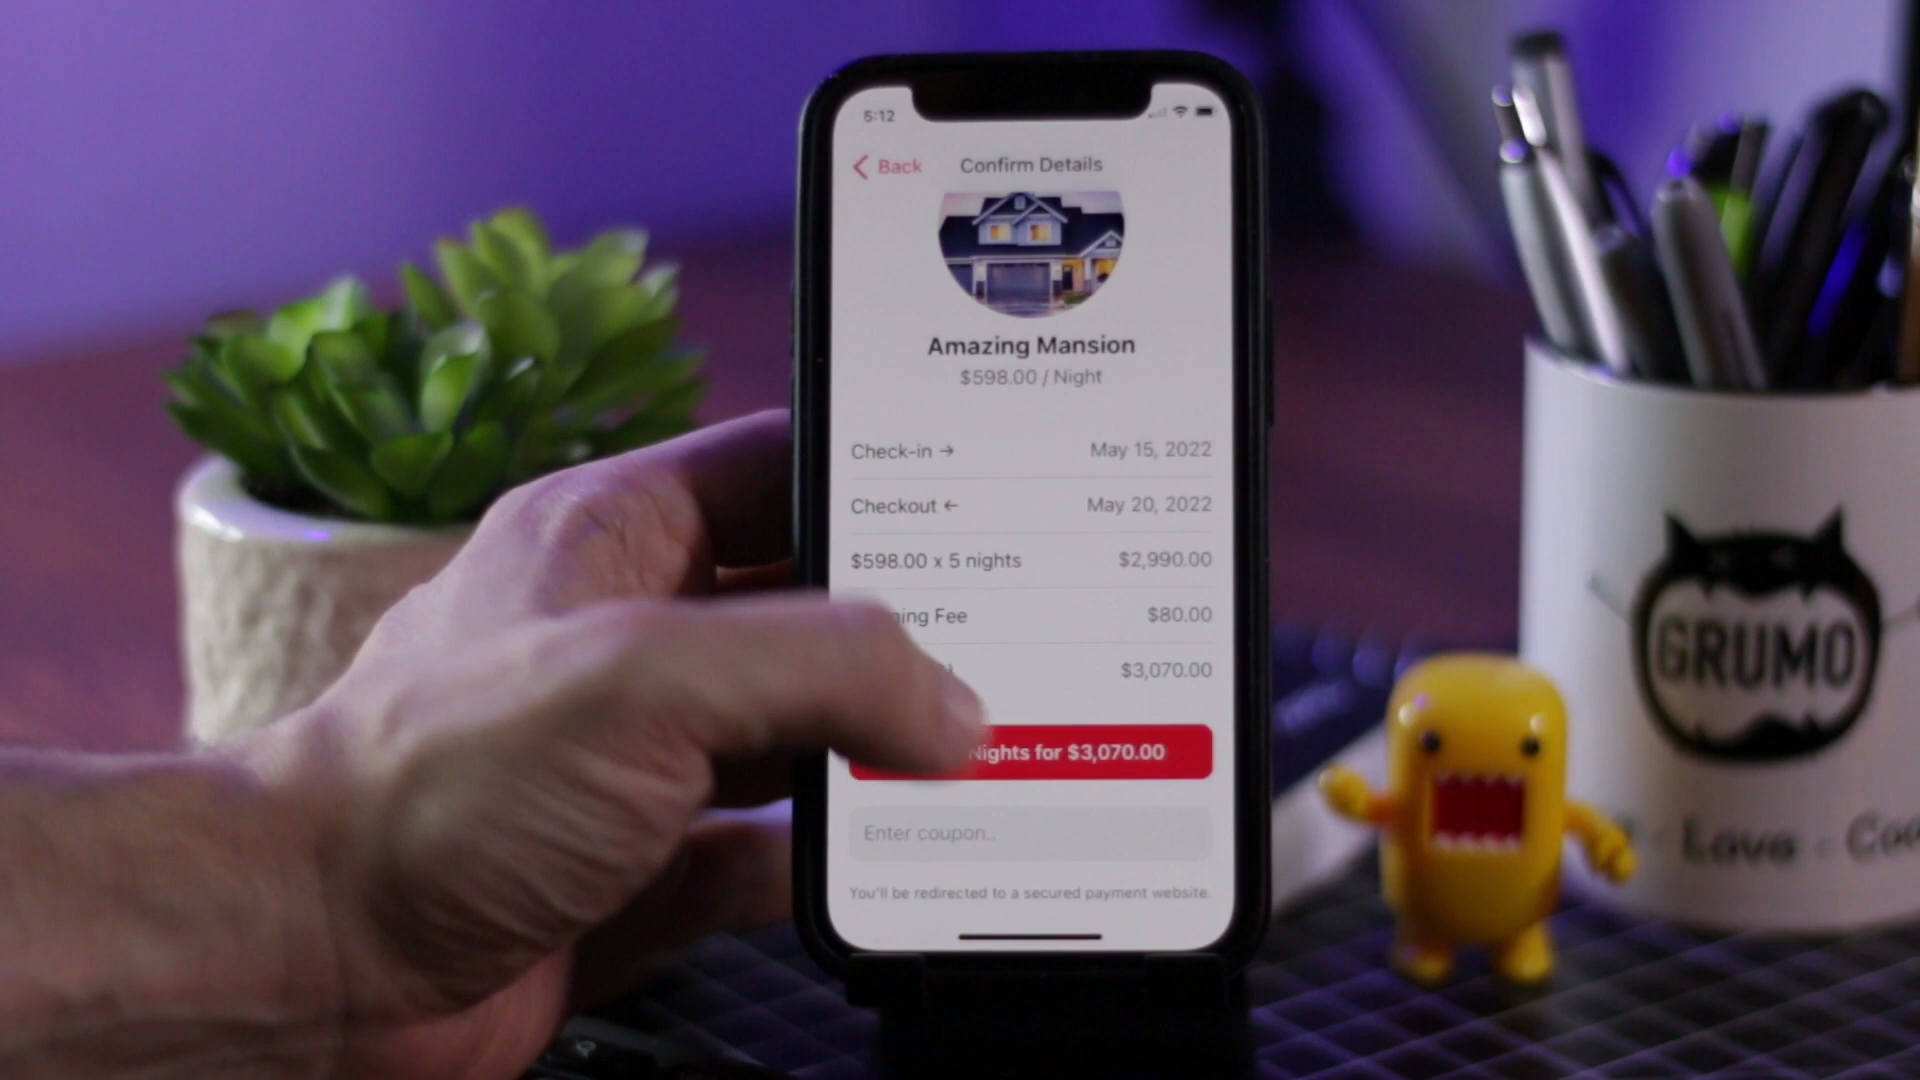 5:12
Back
Confirm Details
Amazing Mansion
$598.00 / Night
Check-in →
May 15, 2022
Checkout ←
May 20, 2022
$598.00 x 5 nights
$2,990.00
ning Fee
$80.00
$3,070.00
Nights for $3,070.00
Enter coupon..
You'll be redirected to a secured payment website.
GRUMO
- Love - Coo